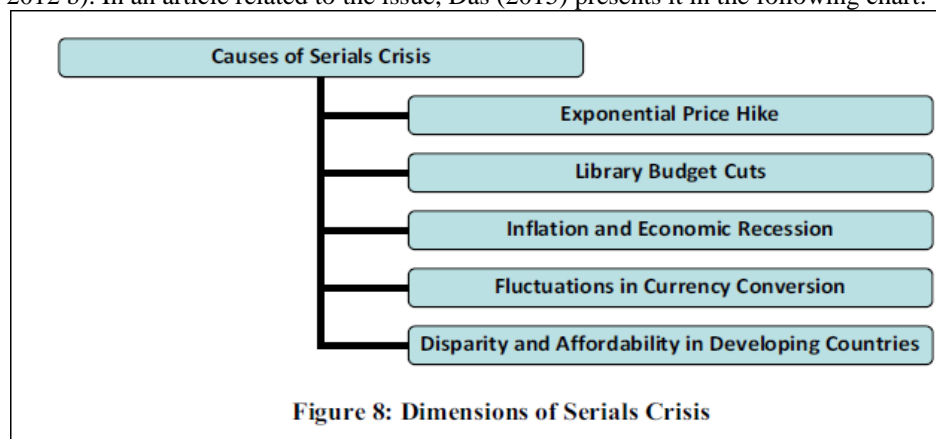 2012 b). In an article related to the issue, Das (2015) presents it in the following chart:
Causes of Serials Crisis
Exponential Price Hike
Library Budget Cuts
Inflation and Economic Recession
Fluctuations in Currency Conversion
Disparity and Affordability in Developing Countries
Figure 8: Dimensions of Serials Crisis